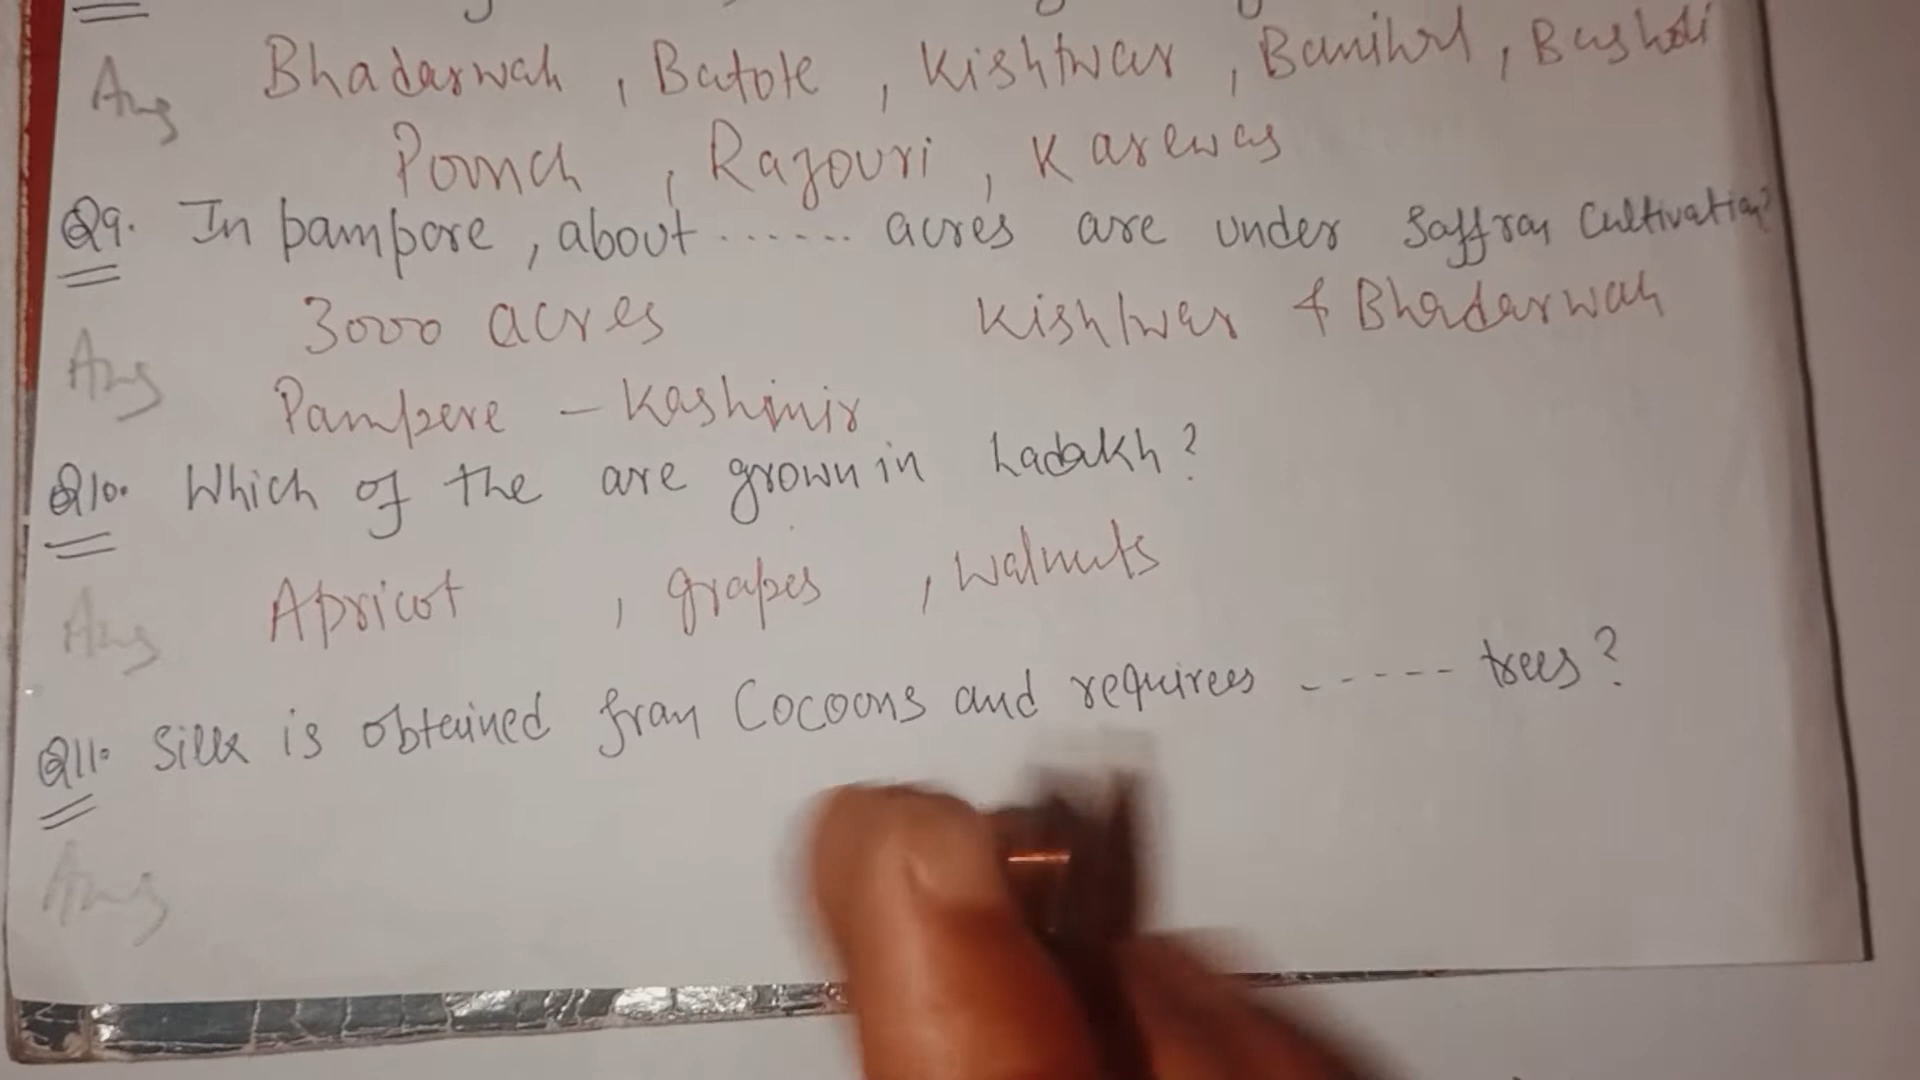 Ans Bhadarwah , Batote , Kishtwar , Banihal , Basholi
Poonch , Rajouri , Karewas
Q9. In pampore, about ....... acres are under Saffron Cultivation?
Ans 3000 acres Kishtwar & Bhadarwah
Pampore - Kashmir
Q10. Which of the are grown in Ladakh?
Ans Apricot , grapes , walnuts
Q11. Silk is obtained from Cocoons and requirees ----- trees?
Ans